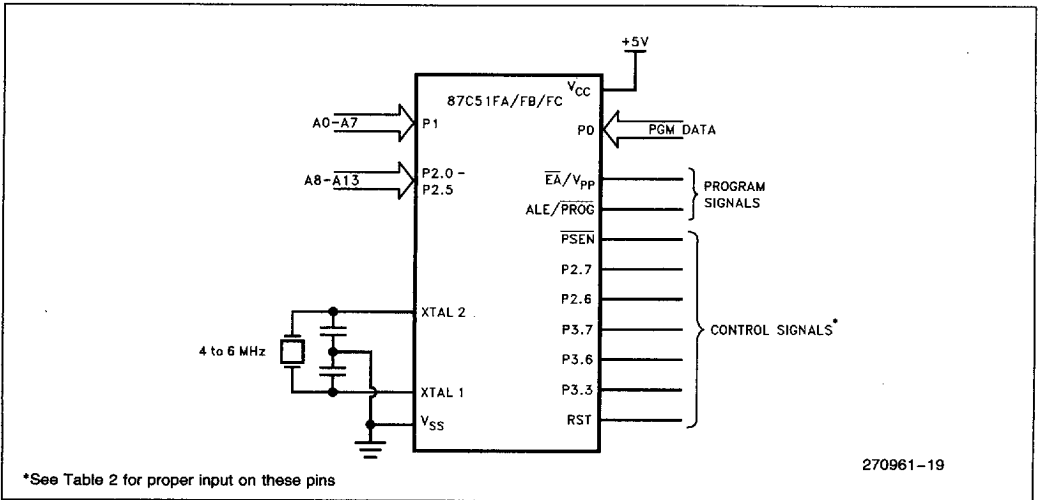 +5V
VCC
87C51FA/FB/FC
A0-A7
P1
P0
PGM DATA
A8-A13
P2.0-
P2.5
EA/VPP
ALE/PROG
PROGRAM
SIGNALS
PSEN
P2.7
P2.6
XTAL 2
4 to 6 MHz
P3.7
CONTROL SIGNALS*
P3.6
XTAL 1
P3.3
VSS
RST
270961-19
*See Table 2 for proper input on these pins